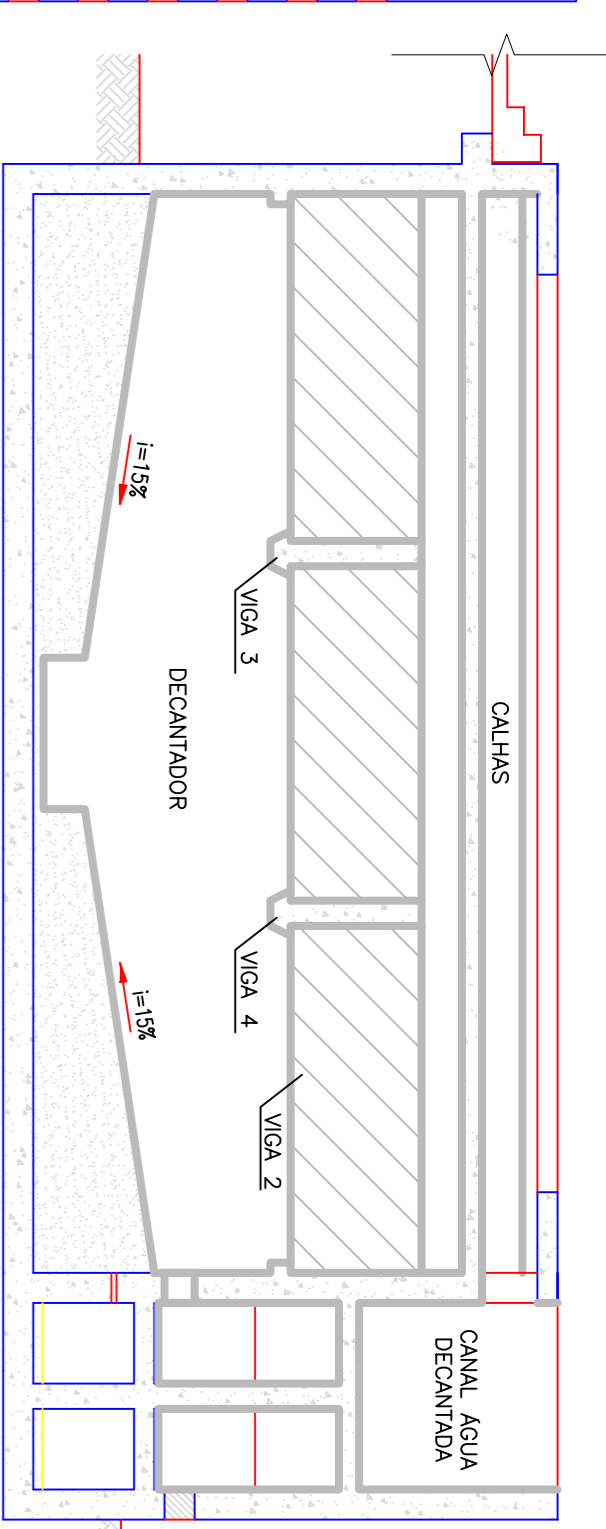 CALHAS
i=15%
VIGA 3
DECANTADOR
VIGA 4
i=15%
VIGA 2
CANAL ÁGUA
DECANTADA